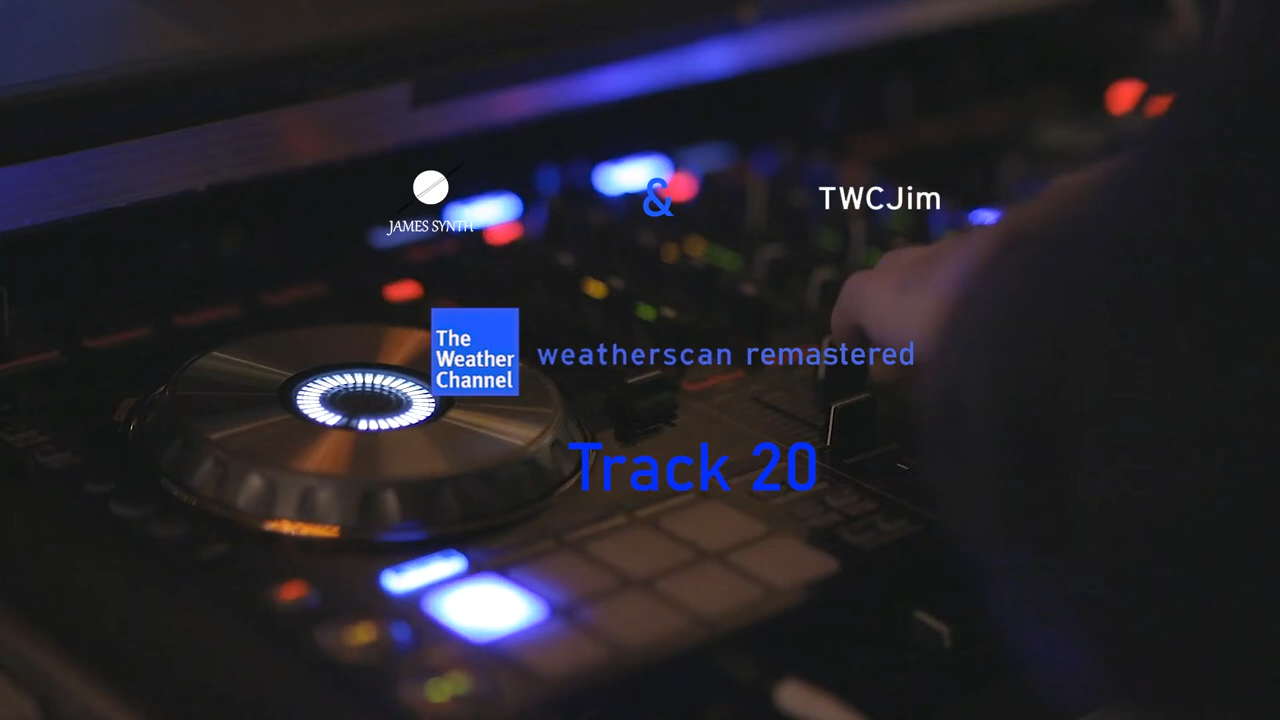 JAMES SYNTH
&
TWCJim
The
Weather
Channel
weatherscan remastered
Track 20